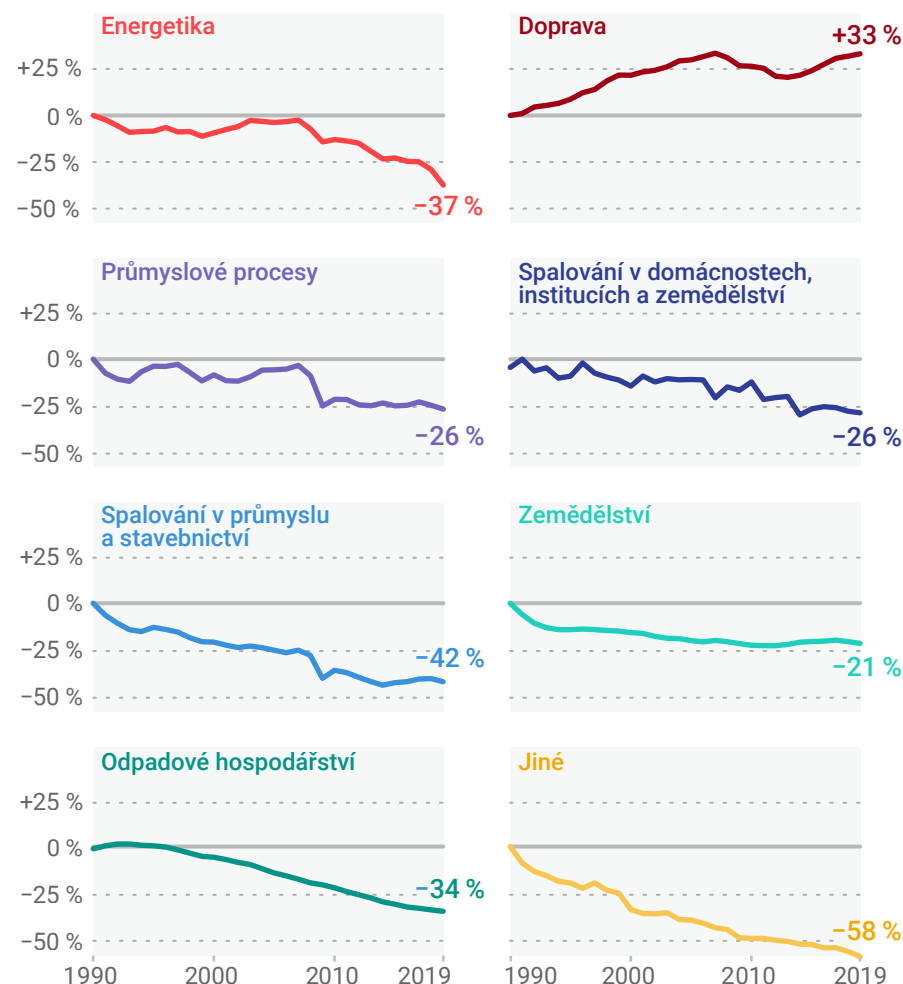 Energetika
Doprava
+33 %
+25 %
0 %
−25 %
−50 %
−37 %
Průmyslové procesy
Spalování v domácnostech,
institucích a zemědělství
+25 %
0 %
−25 %
−50 %
−26 %
−26 %
Spalování v průmyslu
a stavebnictví
Zemědělství
+25 %
0 %
−25 %
−50 %
−42 %
−21 %
Odpadové hospodářství
Jiné
+25 %
0 %
−25 %
−50 %
−34 %
−58 %
1990 2000 2010 2019
1990 2000 2010 2019